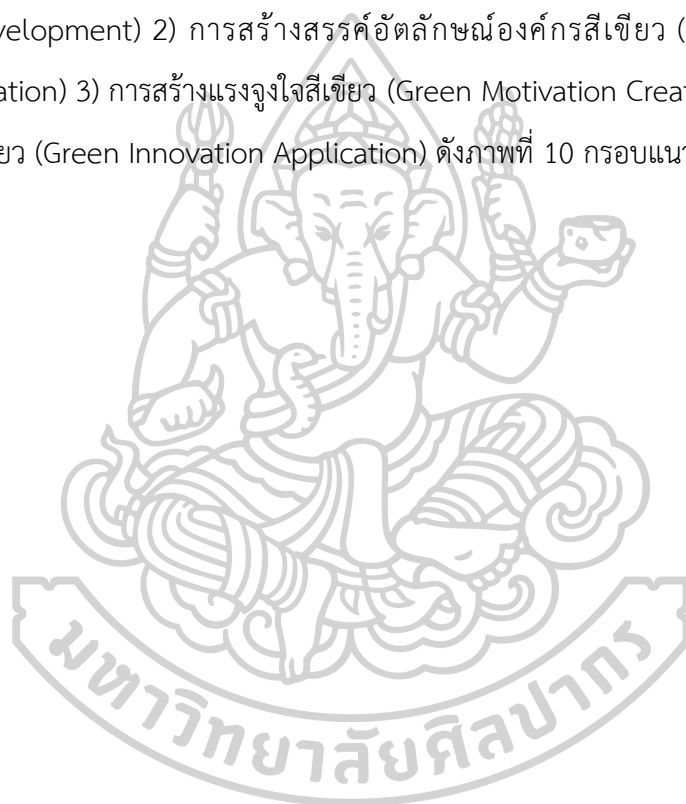 velopment) 2) การสร้างสรรค์อัตลักษณ์องค์กรสีเขียว (
ation) 3) การสร้างแรงจูงใจสีเขียว (Green Motivation Creat
ยว (Green Innovation Application) ดังภาพที่ 10 กรอบแนว
มหาวิทยาลัยศิลปากร